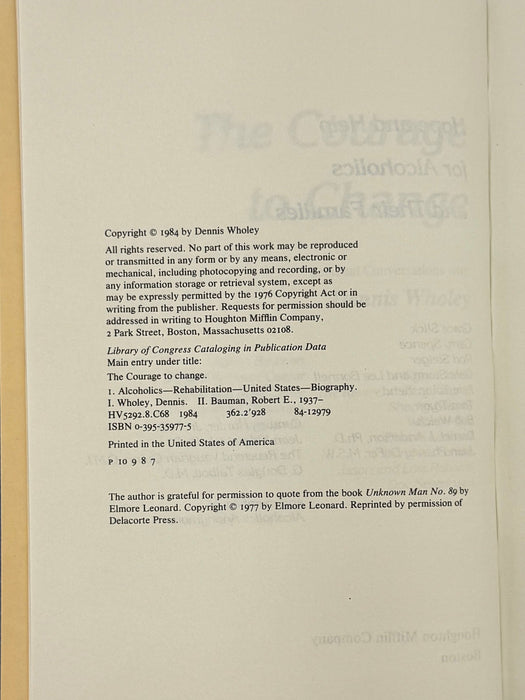 Copyright © 1984 by Dennis Wholey
All rights reserved. No part of this work may be reproduced
or transmitted in any form or by any means, electronic or
mechanical, including photocopying and recording, or by
any information storage or retrieval system, except as
may be expressly permitted by the 1976 Copyright Act or in
writing from the publisher. Requests for permission should be
addressed in writing to Houghton Mifflin Company,
2 Park Street, Boston, Massachusetts 02108.
Library of Congress Cataloging in Publication Data
Main entry under title:
The Courage to change.
1. Alcoholics—Rehabilitation—United States—Biography.
I. Wholey, Dennis. II. Bauman, Robert E., 1937–
HV5292.8.C68 1984 362.2'928 84-12979
ISBN 0-395-35977-5
Printed in the United States of America
P 10 9 8 7
The author is grateful for permission to quote from the book Unknown Man No. 89 by
Elmore Leonard. Copyright © 1977 by Elmore Leonard. Reprinted by permission of
Delacorte Press.